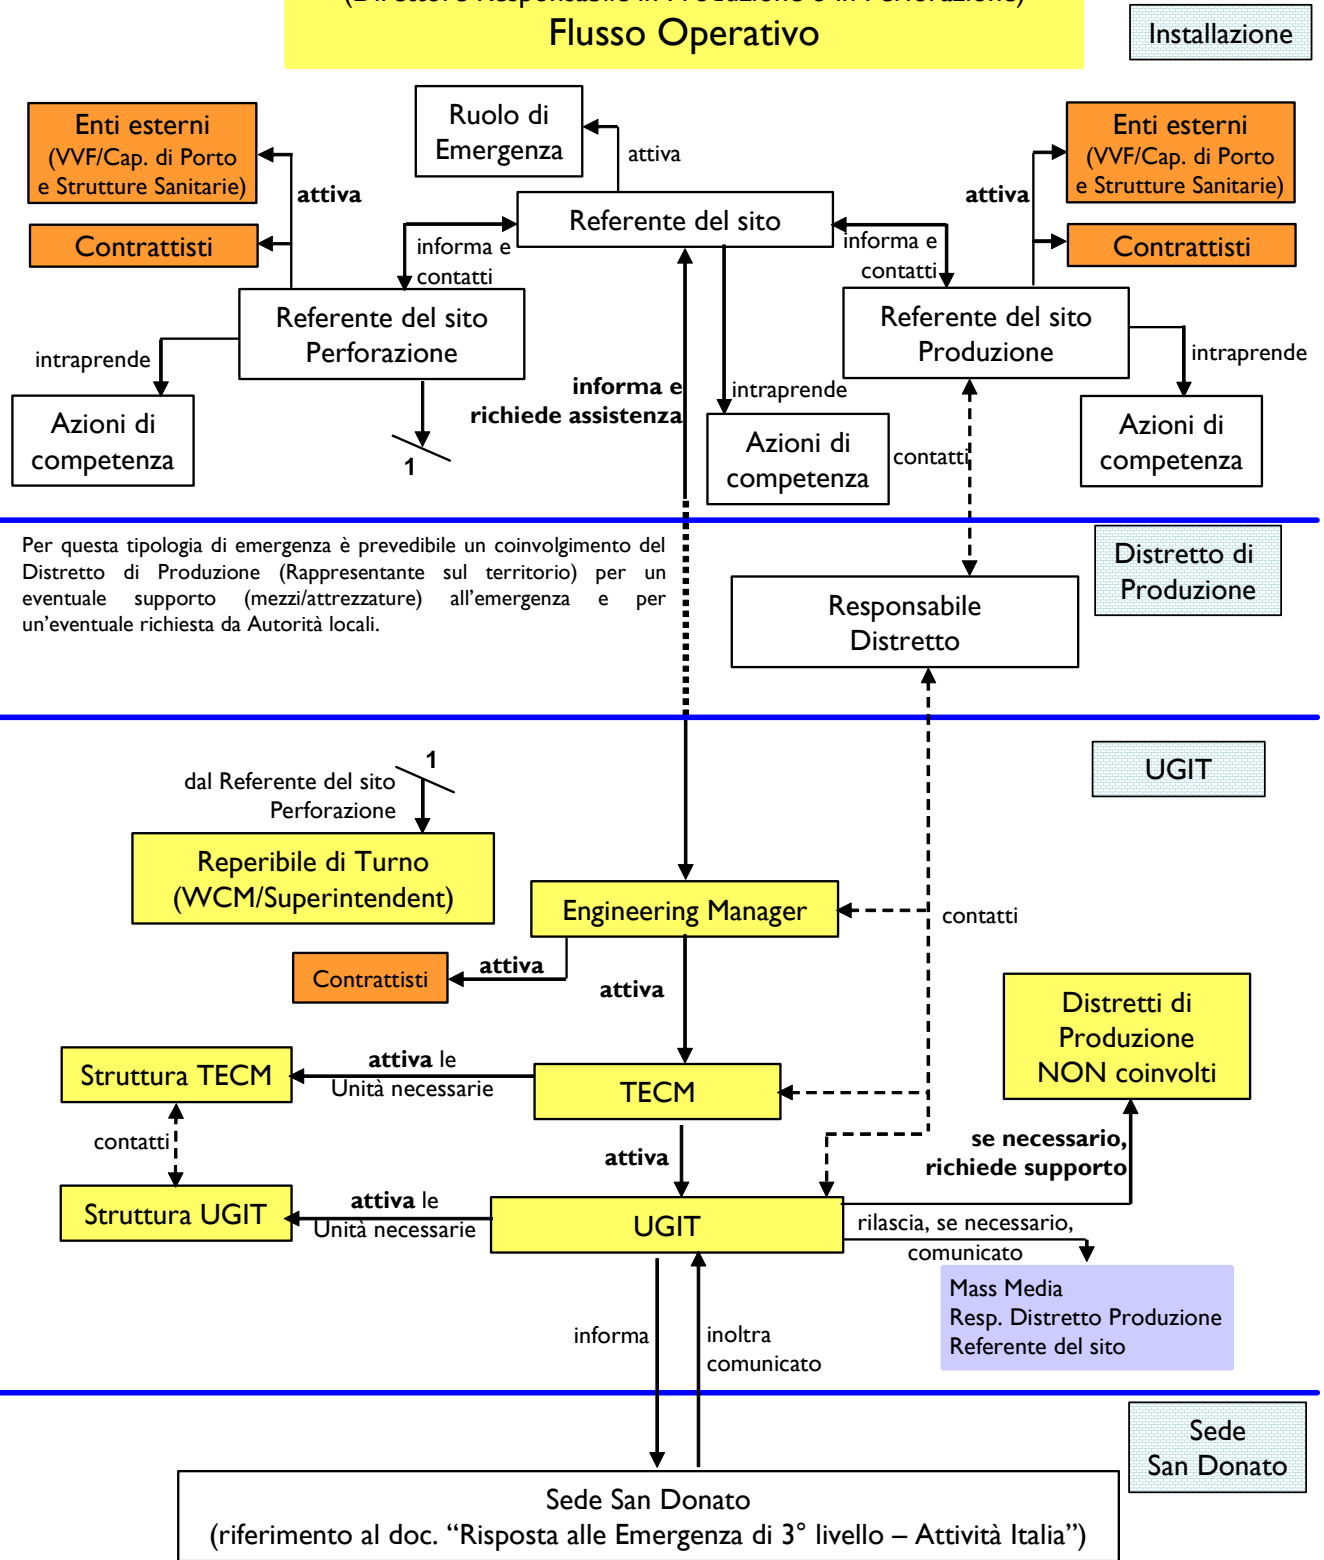 (Direttore Responsabile in Produzione e in Perforazione)
Flusso Operativo
Installazione
Enti esterni
(VVF/Cap. di Porto
e Strutture Sanitarie)
attiva
Contrattisti
Ruolo di
Emergenza
attiva
Referente del sito
informa e
contatti
informa e
contatti
Enti esterni
(VVF/Cap. di Porto
e Strutture Sanitarie)
attiva
Contrattisti
Referente del sito
Perforazione
Referente del sito
Produzione
intraprende
Azioni di
competenza
1
informa e
richiede assistenza
intraprende
Azioni di
competenza
contatti
intraprende
Azioni di
competenza
Per questa tipologia di emergenza è prevedibile un coinvolgimento del
Distretto di Produzione (Rappresentante sul territorio) per un
eventuale supporto (mezzi/attrezzature) all’emergenza e per
un’eventuale richiesta da Autorità locali.
Distretto di
Produzione
Responsabile
Distretto
UGIT
1
dal Referente del sito
Perforazione
Reperibile di Turno
(WCM/Superintendent)
Engineering Manager
contatti
Contrattisti
attiva
attiva
Distretti di
Produzione
NON coinvolti
Struttura TECM
attiva le
Unità necessarie
TECM
contatti
attiva
se necessario,
richiede supporto
Struttura UGIT
attiva le
Unità necessarie
UGIT
rilascia, se necessario,
comunicato
Mass Media
Resp. Distretto Produzione
Referente del sito
informa
inoltra
comunicato
Sede
San Donato
Sede San Donato
(riferimento al doc. “Risposta alle Emergenza di 3° livello – Attività Italia”)